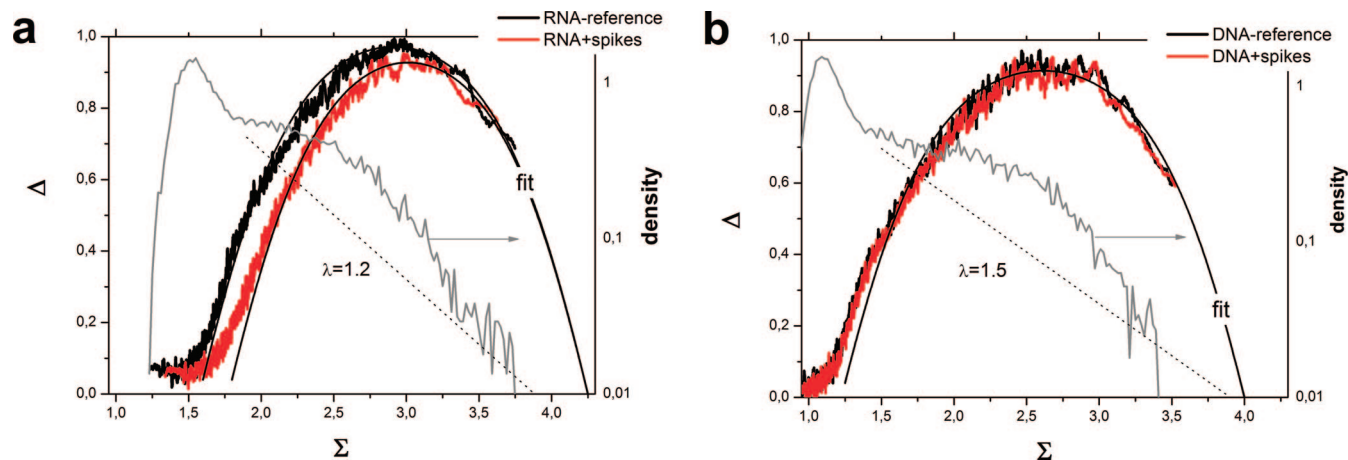 a
RNA-reference
RNA+spikes
1,0
0,8
0,6
0,4
0,2
0,0
Δ
1,0
1,5
2,0
2,5
3,0
3,5
4,0
Σ
1
0,1
0,01
density
fit
λ=1.2
b
DNA-reference
DNA+spikes
1,0
0,8
0,6
0,4
0,2
0,0
Δ
1,0
1,5
2,0
2,5
3,0
3,5
4,0
Σ
1
0,1
0,01
density
fit
λ=1.5